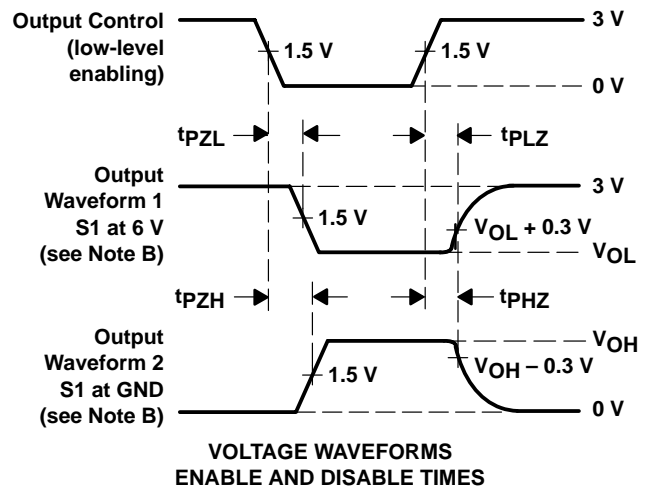 Output Control
(low-level
enabling)
1.5 V
1.5 V
3 V
0 V
tPZL
tPLZ
Output
Waveform 1
S1 at 6 V
(see Note B)
1.5 V
3 V
VOL + 0.3 V
VOL
tPZH
tPHZ
Output
Waveform 2
S1 at GND
(see Note B)
1.5 V
VOH
VOH – 0.3 V
0 V
VOLTAGE WAVEFORMS
ENABLE AND DISABLE TIMES